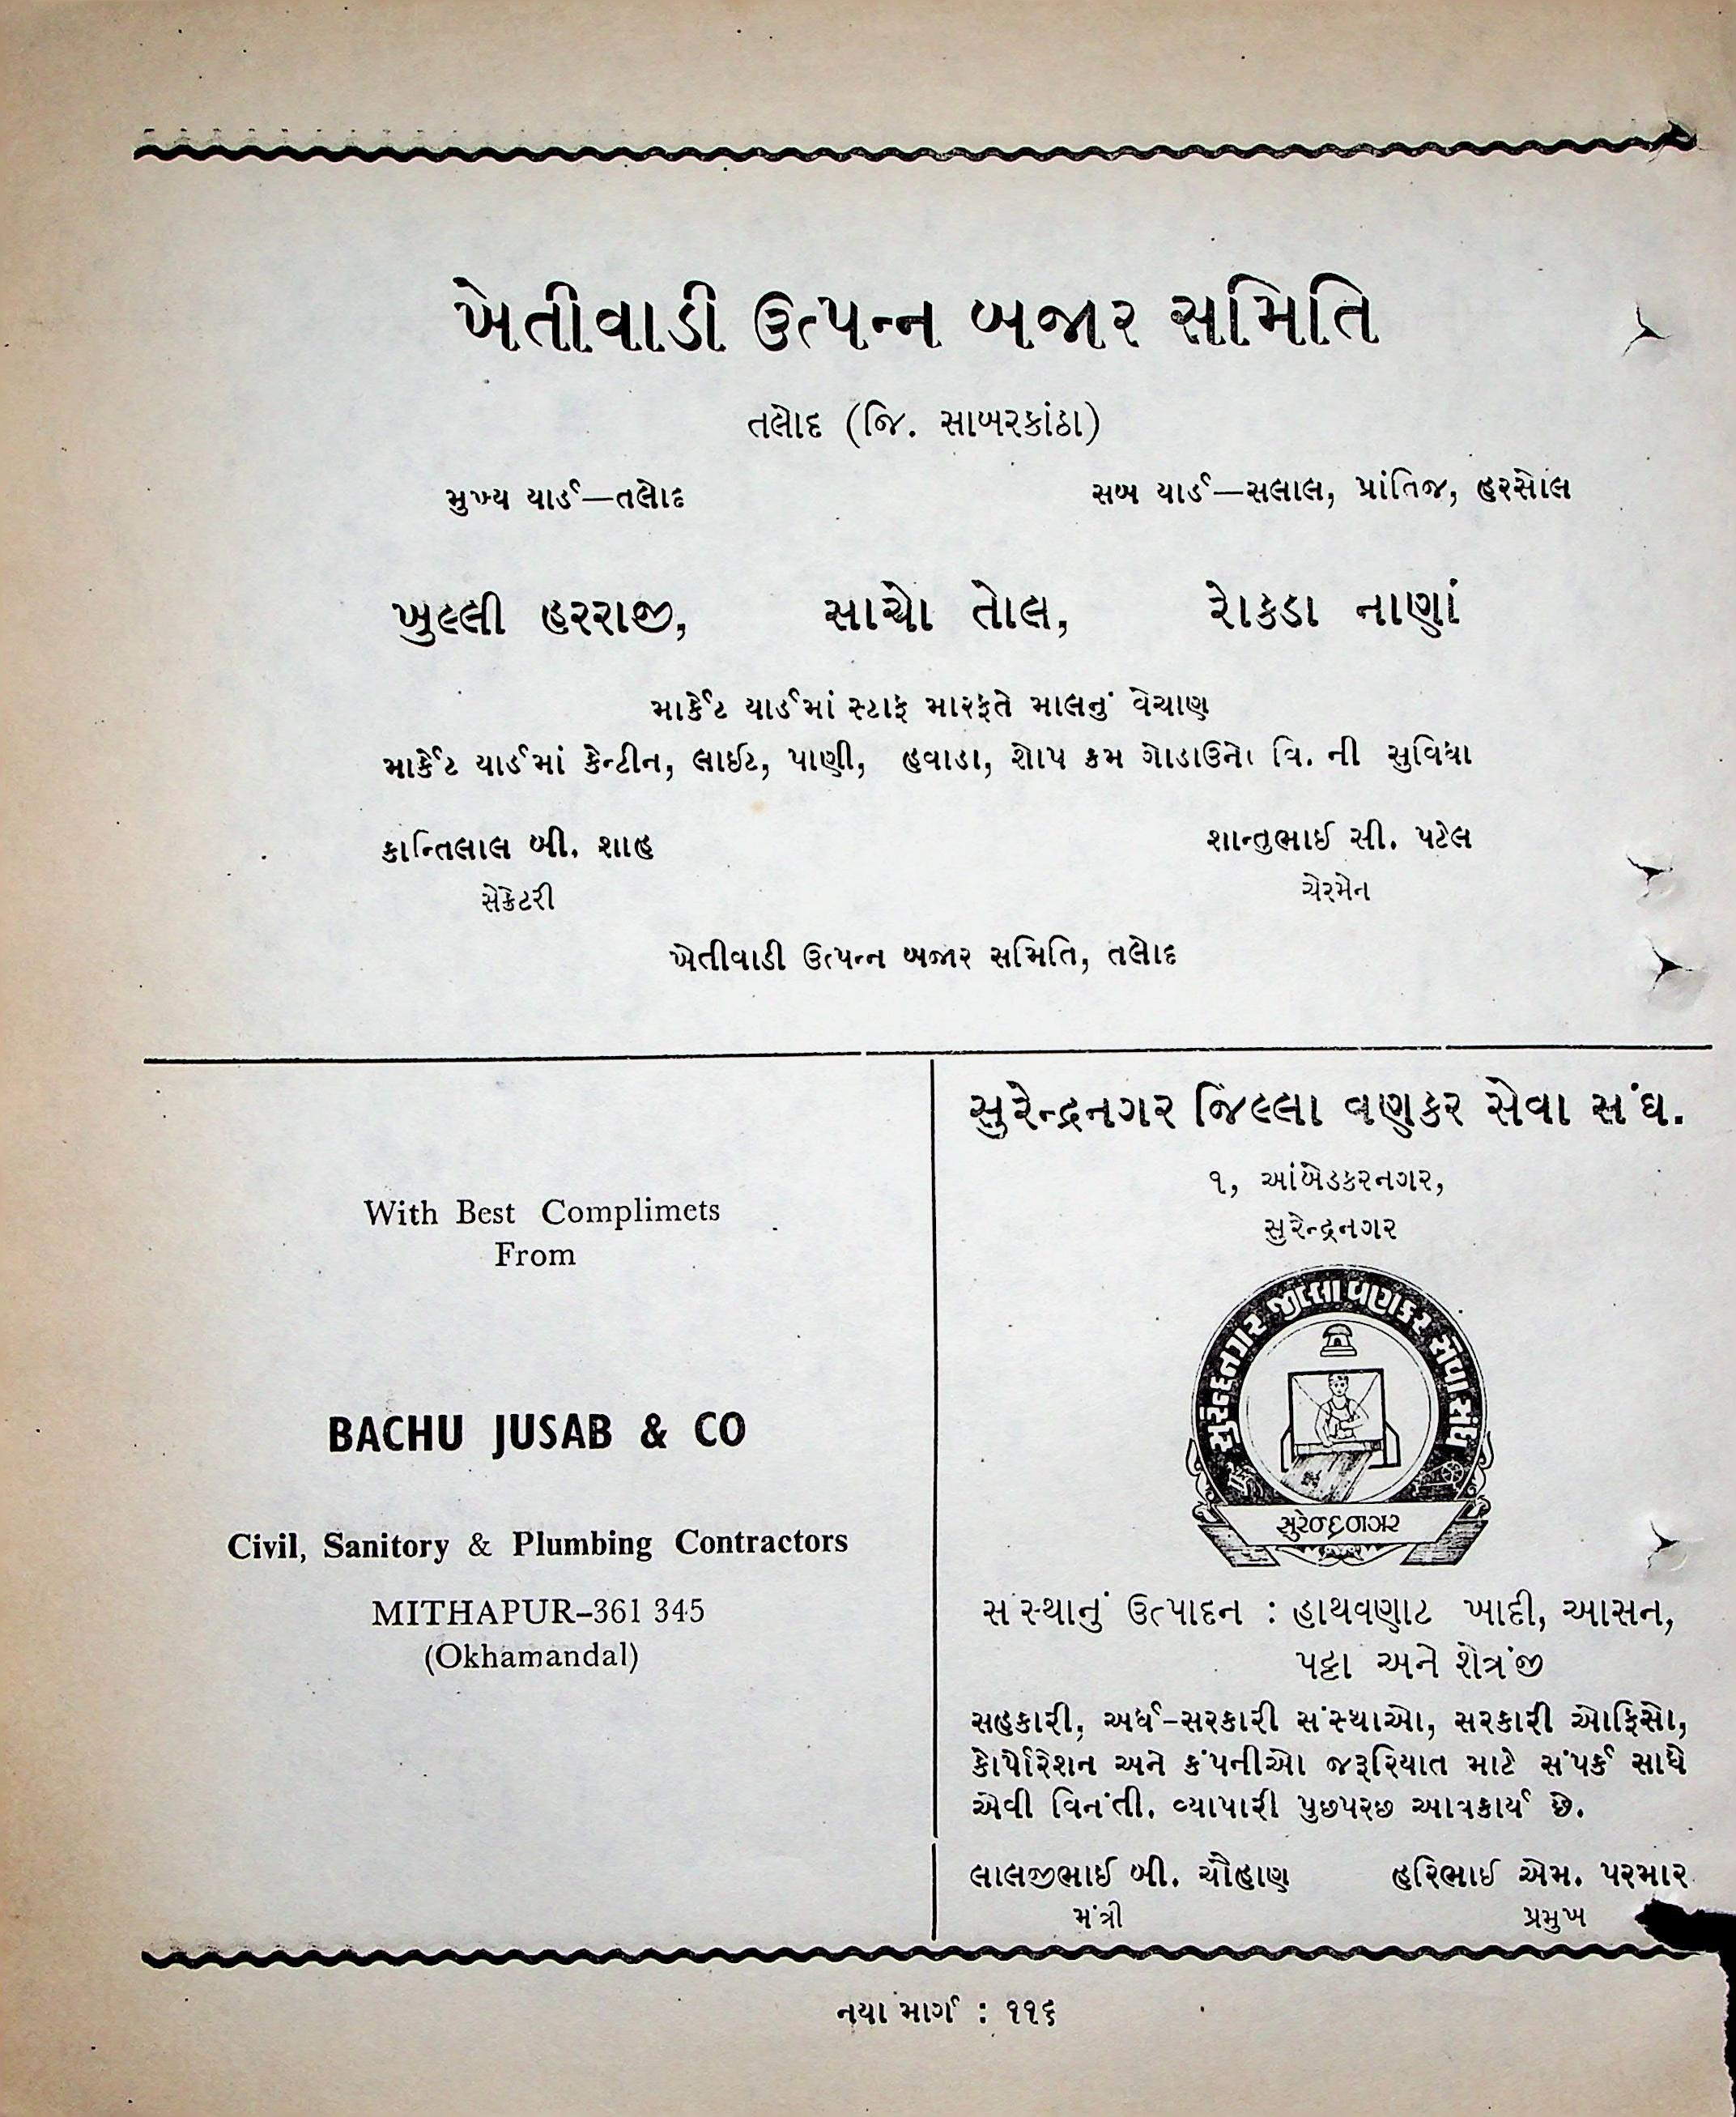 ખેતીવાડી ઉત્પન્ન બજાર સમિતિ
તલોદ (જિ. સાબરકાંઠા)
મુખ્ય યાર્ડ—તલોદ
સબ યાર્ડ—સલાલ, પ્રાંતિજ, હરસોલ
ખુલ્લી હરરાજી, સાચો તોલ, રોકડા નાણાં
માર્કેટ યાર્ડમાં સ્ટાફ મારફતે માલનું વેચાણ
માર્કેટ યાર્ડમાં કેન્ટીન, લાઈટ, પાણી, હવાડા, શોપ કમ ગોડાઉનો વિ. ની સુવિધા
કાન્તિલાલ બી. શાહ
સેક્રેટરી
શાન્તુભાઈ સી. પટેલ
ચેરમેન
ખેતીવાડી ઉત્પન્ન બજાર સમિતિ, તલોદ
With Best Complimets
From
BACHU JUSAB & CO
Civil, Sanitory & Plumbing Contractors
MITHAPUR–361 345
(Okhamandal)
સુરેન્દ્રનગર જિલ્લા વણકર સેવા સંઘ.
૧, આંબેડકરનગર,
સુરેન્દ્રનગર
સુરેન્દ્રનગર જીલ્લા વણકર સેવા સંઘ
સુરેન્દ્રનગર
સંસ્થાનું ઉત્પાદન : હાથવણાટ ખાદી, આસન,
પટ્ટા અને શેત્રંજી
સહકારી, અર્ધ-સરકારી સંસ્થાઓ, સરકારી ઓફિસો,
કોર્પોરેશન અને કંપનીઓ જરૂરિયાત માટે સંપર્ક સાધે
એવી વિનંતી. વ્યાપારી પુછપરછ આવકાર્ય છે.
લાલજીભાઈ બી. ચૌહાણ
મંત્રી
હરિભાઈ એમ. પરમાર
પ્રમુખ
નયા માર્ગ : ૧૧૬